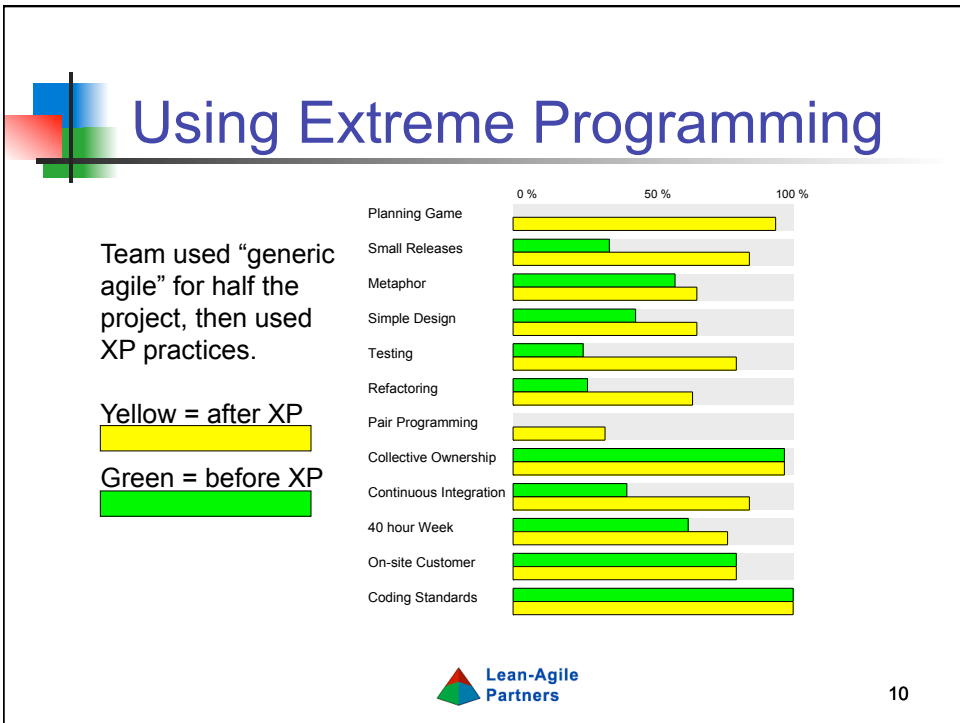 Using Extreme Programming
Team used “generic
agile” for half the
project, then used
XP practices.
Yellow = after XP
Green = before XP
0 % 50 % 100 %
Planning Game
Small Releases
Metaphor
Simple Design
Testing
Refactoring
Pair Programming
Collective Ownership
Continuous Integration
40 hour Week
On-site Customer
Coding Standards
Lean-Agile
Partners
10